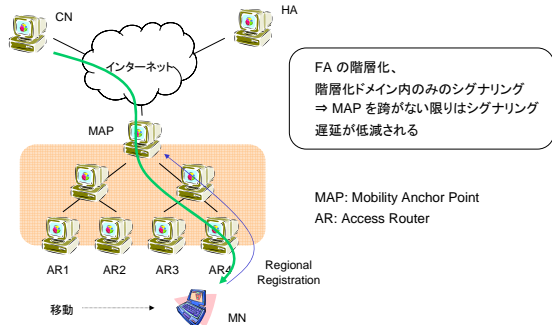 CN
HA
インターネット
FA の階層化、
階層化ドメイン内のみのシグナリング
⇒ MAP を跨がない限りはシグナリング
遅延が低減される
MAP
MAP: Mobility Anchor Point
AR: Access Router
AR1
AR2
AR3
AR4
Regional
Registration
移動
MN